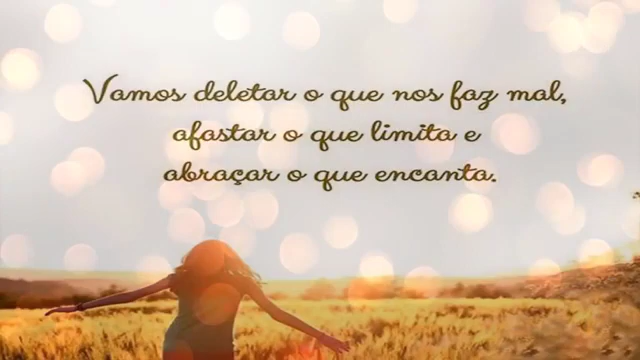 Vamos deletar o que nos faz mal,
afastar o que limita e
abraçar o que encanta.